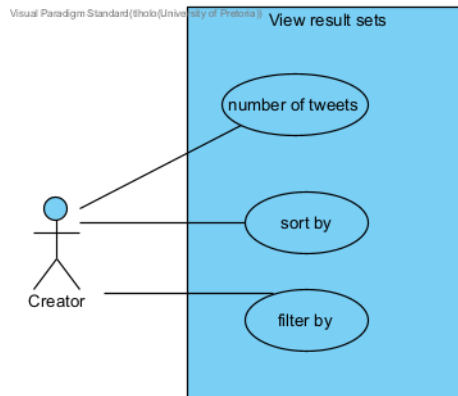 Visual Paradigm Standard(tlholo(University of Pretoria))
View result sets
number of tweets
sort by
Creator
filter by